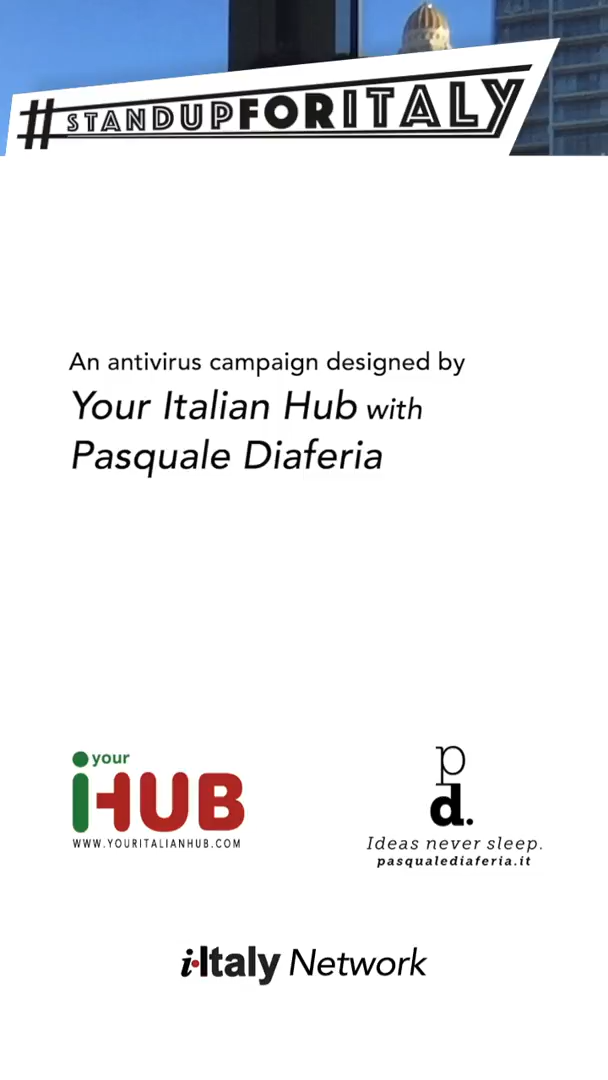 #STANDUPFORITALY
An antivirus campaign designed by
Your Italian Hub with
Pasquale Diaferia
your
iHUB
WWW.YOURITALIANHUB.COM
p
d.
Ideas never sleep.
pasqualediaferia.it
i·Italy Network